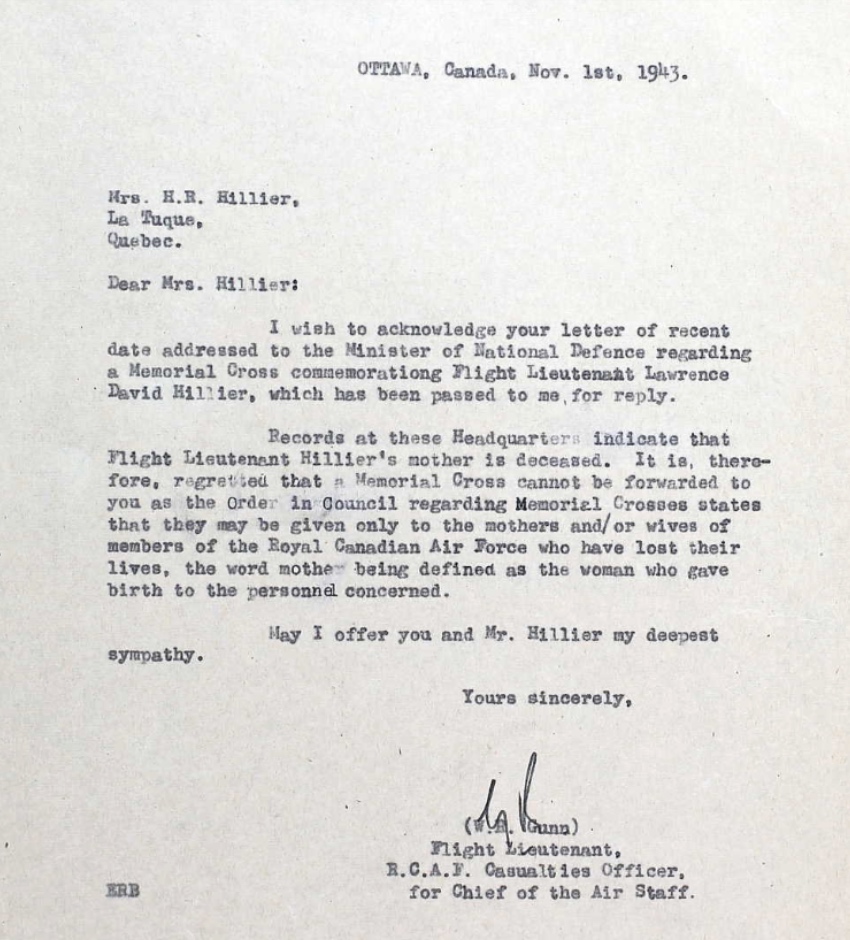 OTTAWA, Canada, Nov. 1st, 1943.
Mrs. H.R. Hillier,
La Tuque,
Quebec.
Dear Mrs. Hillier:
I wish to acknowledge your letter of recent
date addressed to the Minister of National Defence regarding
a Memorial Cross commemorationg Flight Lieutenant Lawrence
David Hillier, which has been passed to me for reply.
Records at these Headquarters indicate that
Flight Lieutenant Hillier's mother is deceased. It is, there-
fore, regretted that a Memorial Cross cannot be forwarded to
you as the Order in Council regarding Memorial Crosses states
that they may be given only to the mothers and/or wives of
members of the Royal Canadian Air Force who have lost their
lives, the word mother being defined as the woman who gave
birth to the personnel concerned.
May I offer you and Mr. Hillier my deepest
sympathy.
Yours sincerely,
(W. Gunn)
Flight Lieutenant,
R.C.A.F. Casualties Officer,
ERB for Chief of the Air Staff.